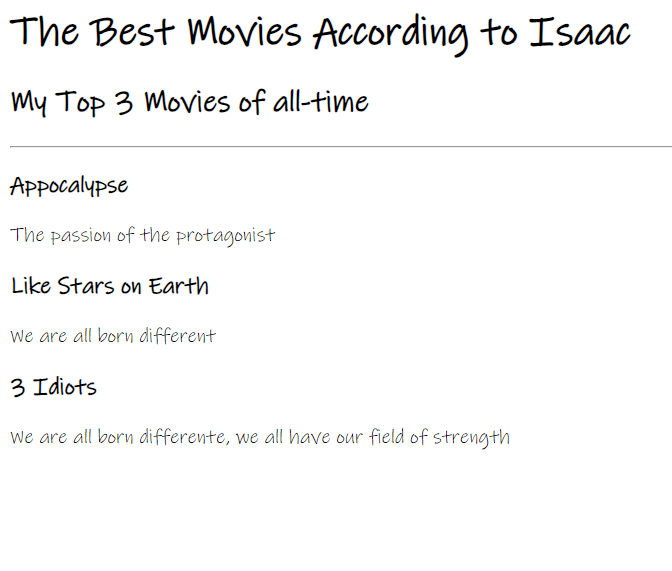 The Best Movies According to Isaac
My Top 3 Movies of all-time
Appocalypse
The passion of the protagonist
Like Stars on Earth
We are all born different
3 Idiots
We are all born differente, we all have our field of strength